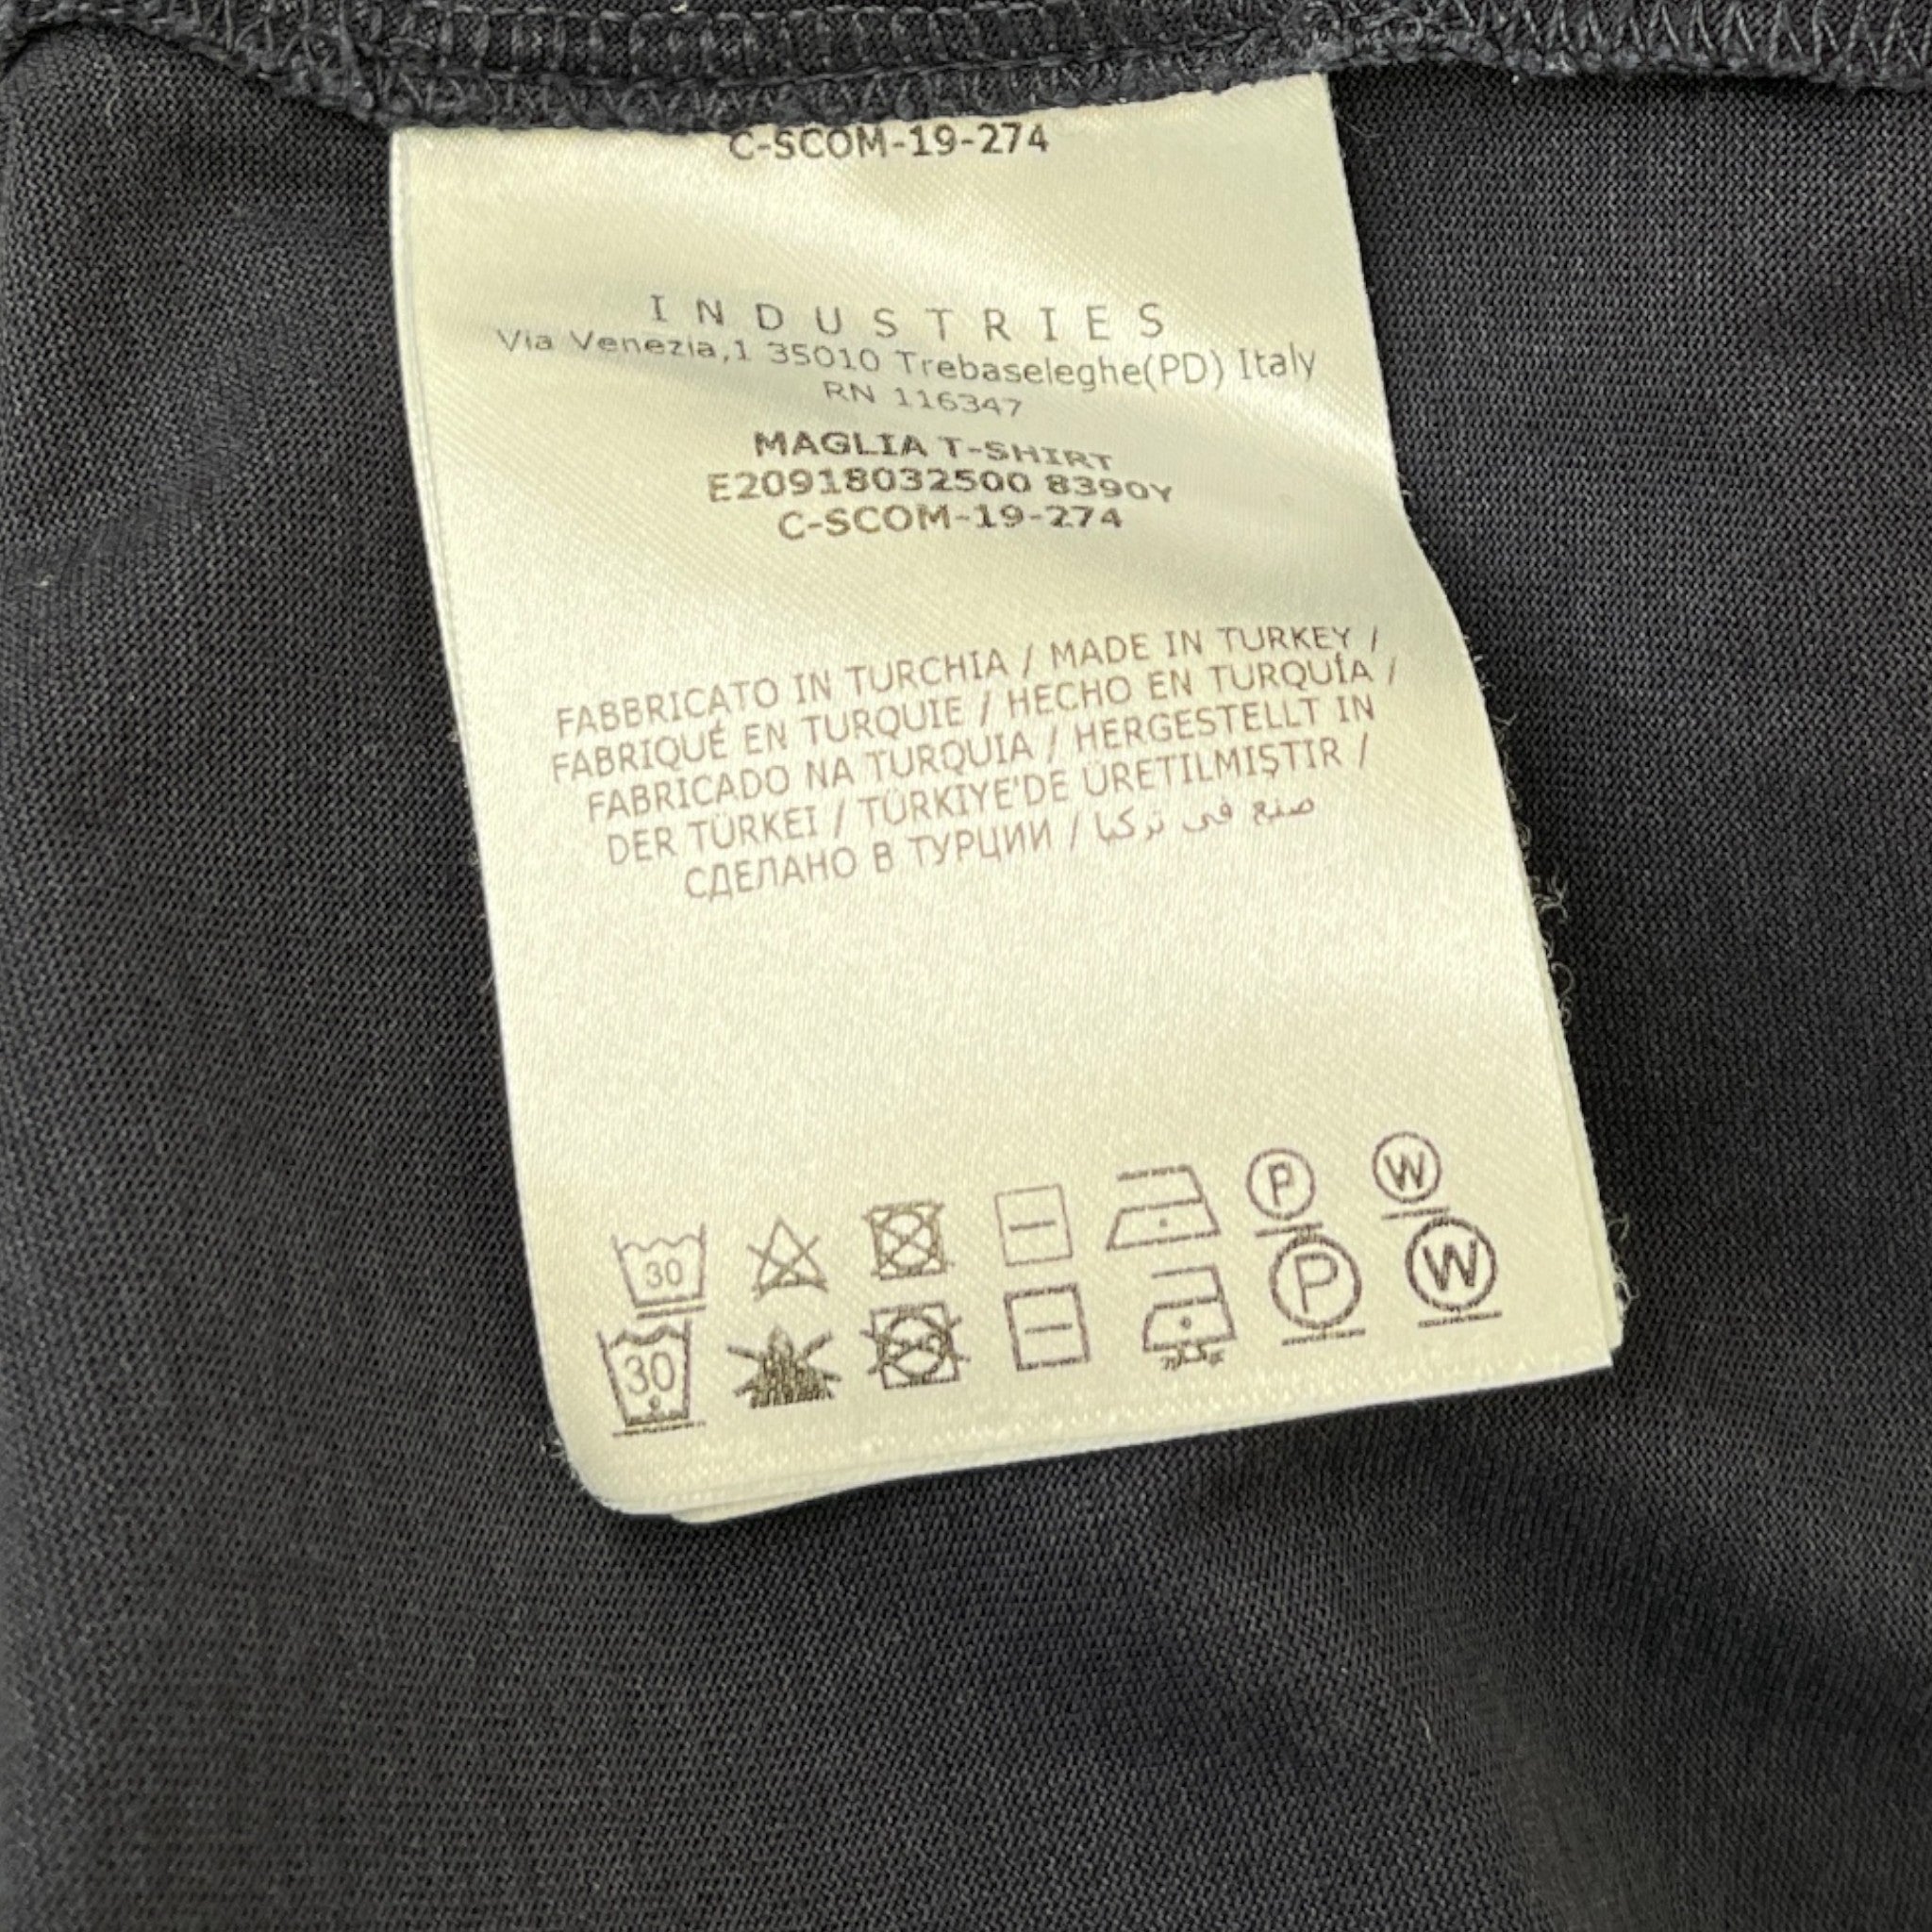 C-SCOM-19-274
INDUSTRIES
Via Venezia,1 35010 Trebaseleghe(PD) Italy
RN 116347
MAGLIA T-SHIRT
E20918032500 8390Y
C-SCOM-19-274
FABBRICATO IN TURCHIA / MADE IN TURKEY /
FABRIQUÉ EN TURQUIE / HECHO EN TURQUÍA /
FABRICADO NA TURQUIA / HERGESTELLT IN
DER TÜRKEI / TÜRKIYE'DE ÜRETILMIŞTIR /
СДЕЛАНО В ТУРЦИИ / صنع في تركيا
30 P W
30 P W